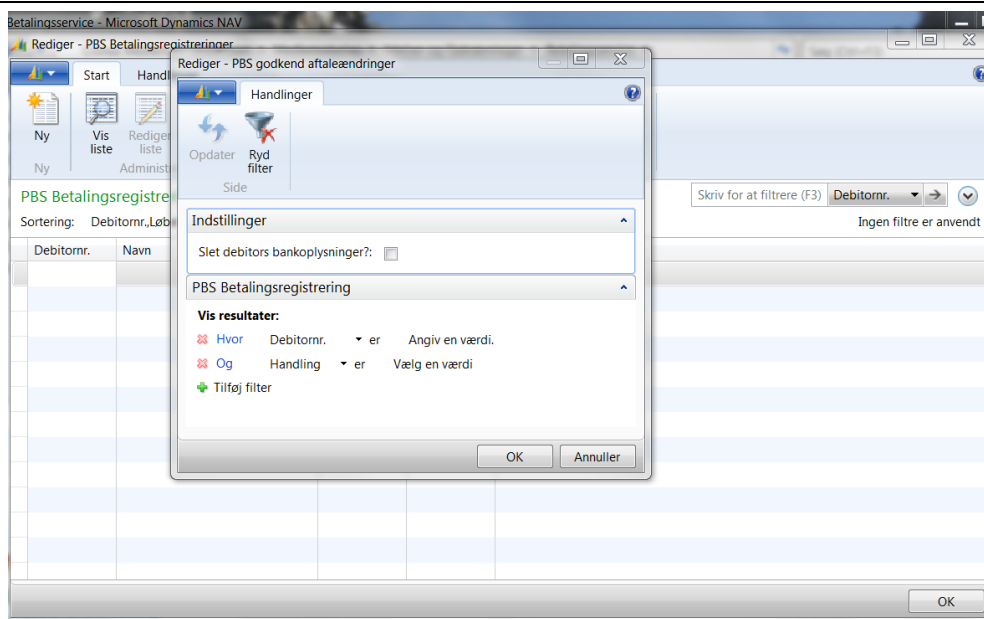 Betalingsservice - Microsoft Dynamics NAV
Rediger - PBS Betalingsregistreringer
Start Handl
Ny
Vis liste
Rediger liste
Ny Administ
PBS Betalingsregistre
Skriv for at filtrere (F3) Debitornr.
Sortering: Debitornr.,Løb
Ingen filtre er anvendt
Debitornr. Navn
Rediger - PBS godkend aftaleændringer
Handlinger
Opdater
Ryd filter
Side
Indstillinger
Slet debitors bankoplysninger?:
PBS Betalingsregistrering
Vis resultater:
Hvor Debitornr. er Angiv en værdi.
Og Handling er Vælg en værdi
Tilføj filter
OK Annuller
OK